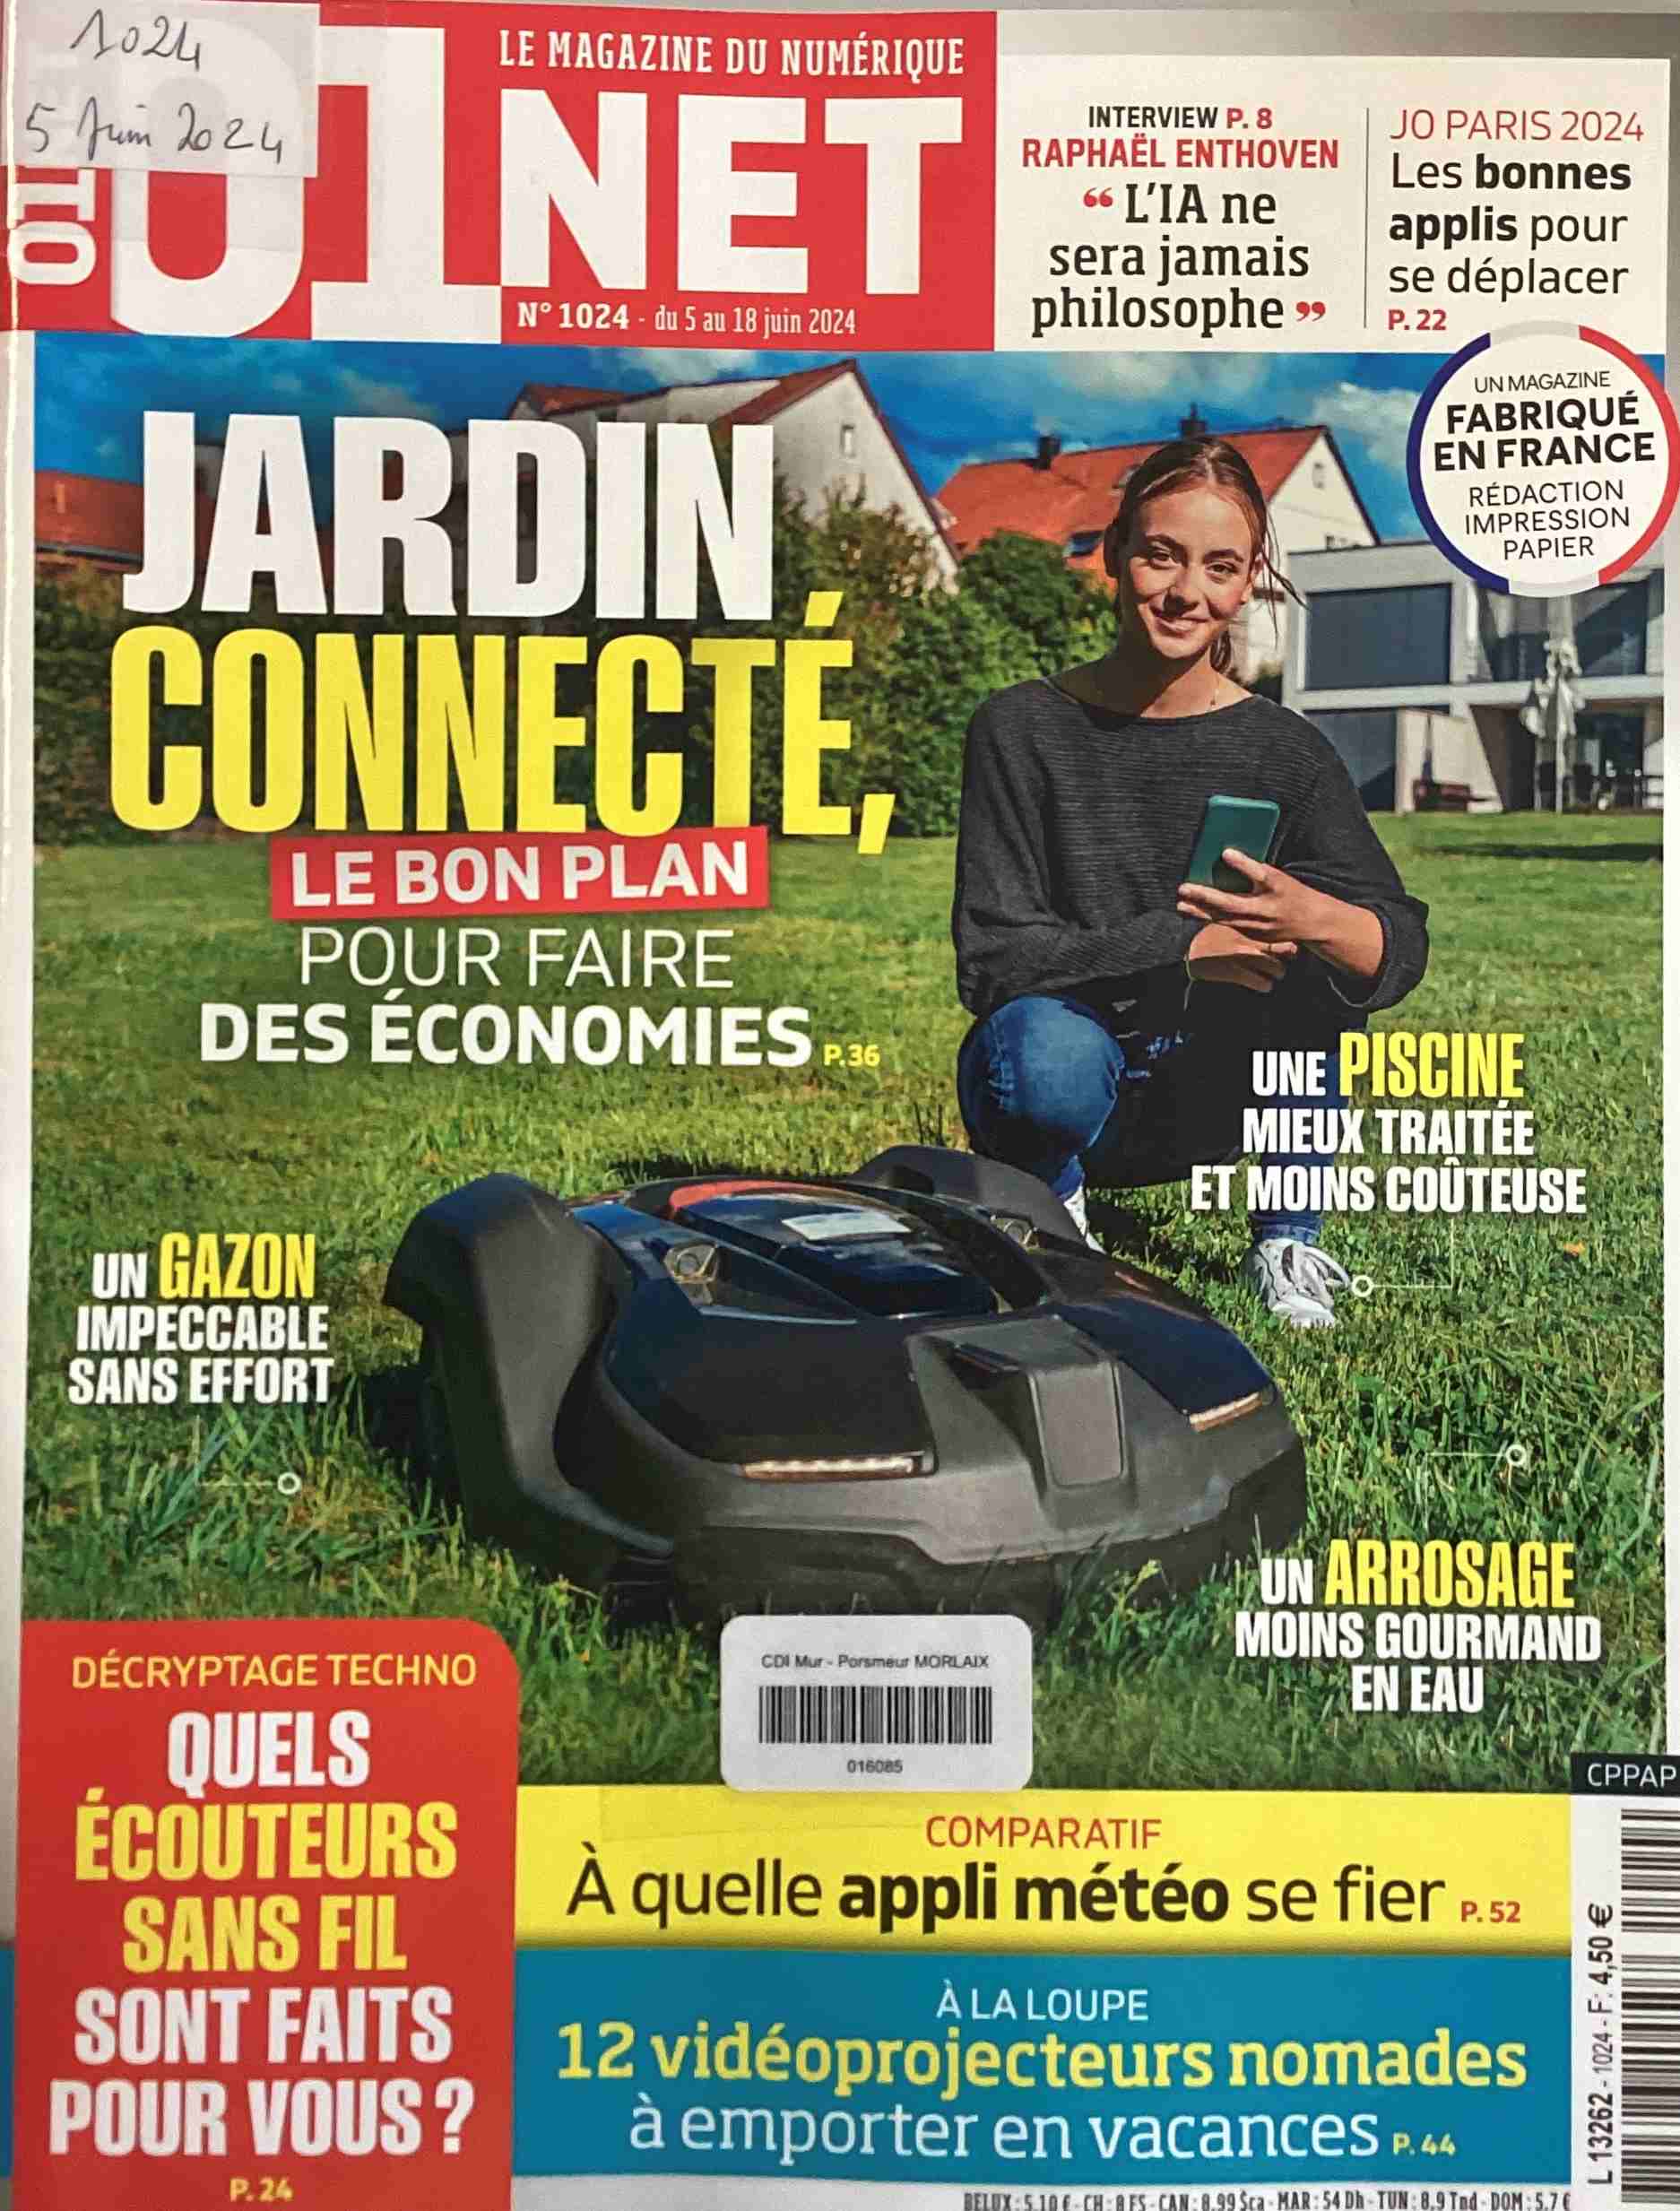 1024
5 Juin 2024
LE MAGAZINE DU NUMÉRIQUE
01NET
N° 1024 - du 5 au 18 juin 2024
INTERVIEW P. 8
RAPHAËL ENTHOVEN
“ L’IA ne
sera jamais
philosophe ”
JO PARIS 2024
Les bonnes
applis pour
se déplacer
P. 22
UN MAGAZINE
FABRIQUÉ
EN FRANCE
RÉDACTION
IMPRESSION
PAPIER
JARDIN
CONNECTÉ,
LE BON PLAN
POUR FAIRE
DES ÉCONOMIES P.36
UNE PISCINE
MIEUX TRAITÉE
ET MOINS COÛTEUSE
UN GAZON
IMPECCABLE
SANS EFFORT
UN ARROSAGE
MOINS GOURMAND
EN EAU
CDI Mur - Porsmeur MORLAIX
016085
DÉCRYPTAGE TECHNO
QUELS
ÉCOUTEURS
SANS FIL
SONT FAITS
POUR VOUS ?
P. 24
COMPARATIF
À quelle appli météo se fier P. 52
À LA LOUPE
12 vidéoprojecteurs nomades
à emporter en vacances P. 44
CPPAP
L 13262 - 1024 - F: 4,50 €
BELUX : 5,10 € - CH : 8 FS - CAN : 8,99 $ca - MAR : 54 Dh - TUN : 8,9 Tnd - DOM : 5,7 €